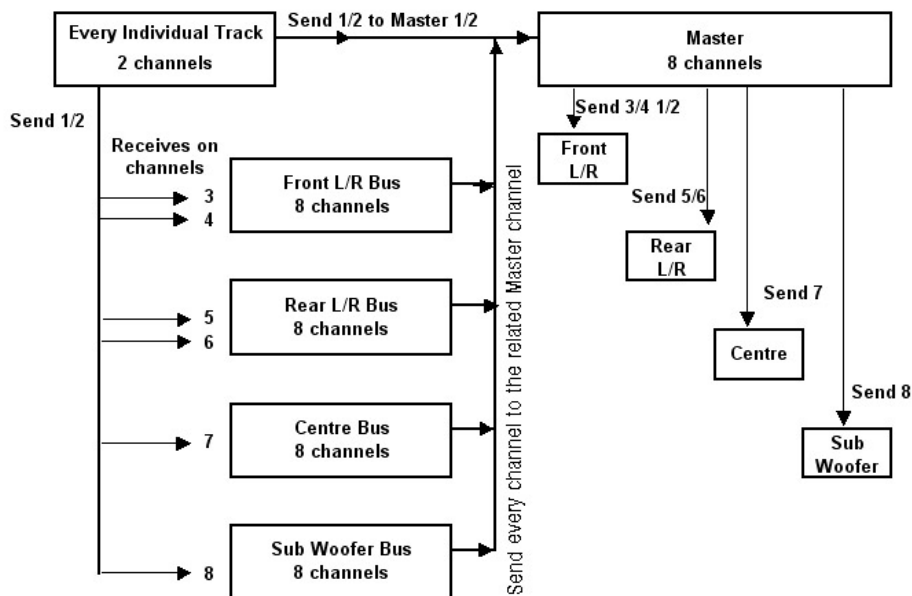 Every Individual Track
2 channels
Send 1/2 to Master 1/2
Master
8 channels
Send 1/2
Receives on
channels
3
4
Front L/R Bus
8 channels
5
6
Rear L/R Bus
8 channels
7
Centre Bus
8 channels
8
Sub Woofer Bus
8 channels
Send every channel to the related Master channel
Send 3/4 1/2
Front
L/R
Send 5/6
Rear
L/R
Send 7
Centre
Send 8
Sub
Woofer